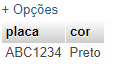 + Opções
placa cor
ABC1234 Preto